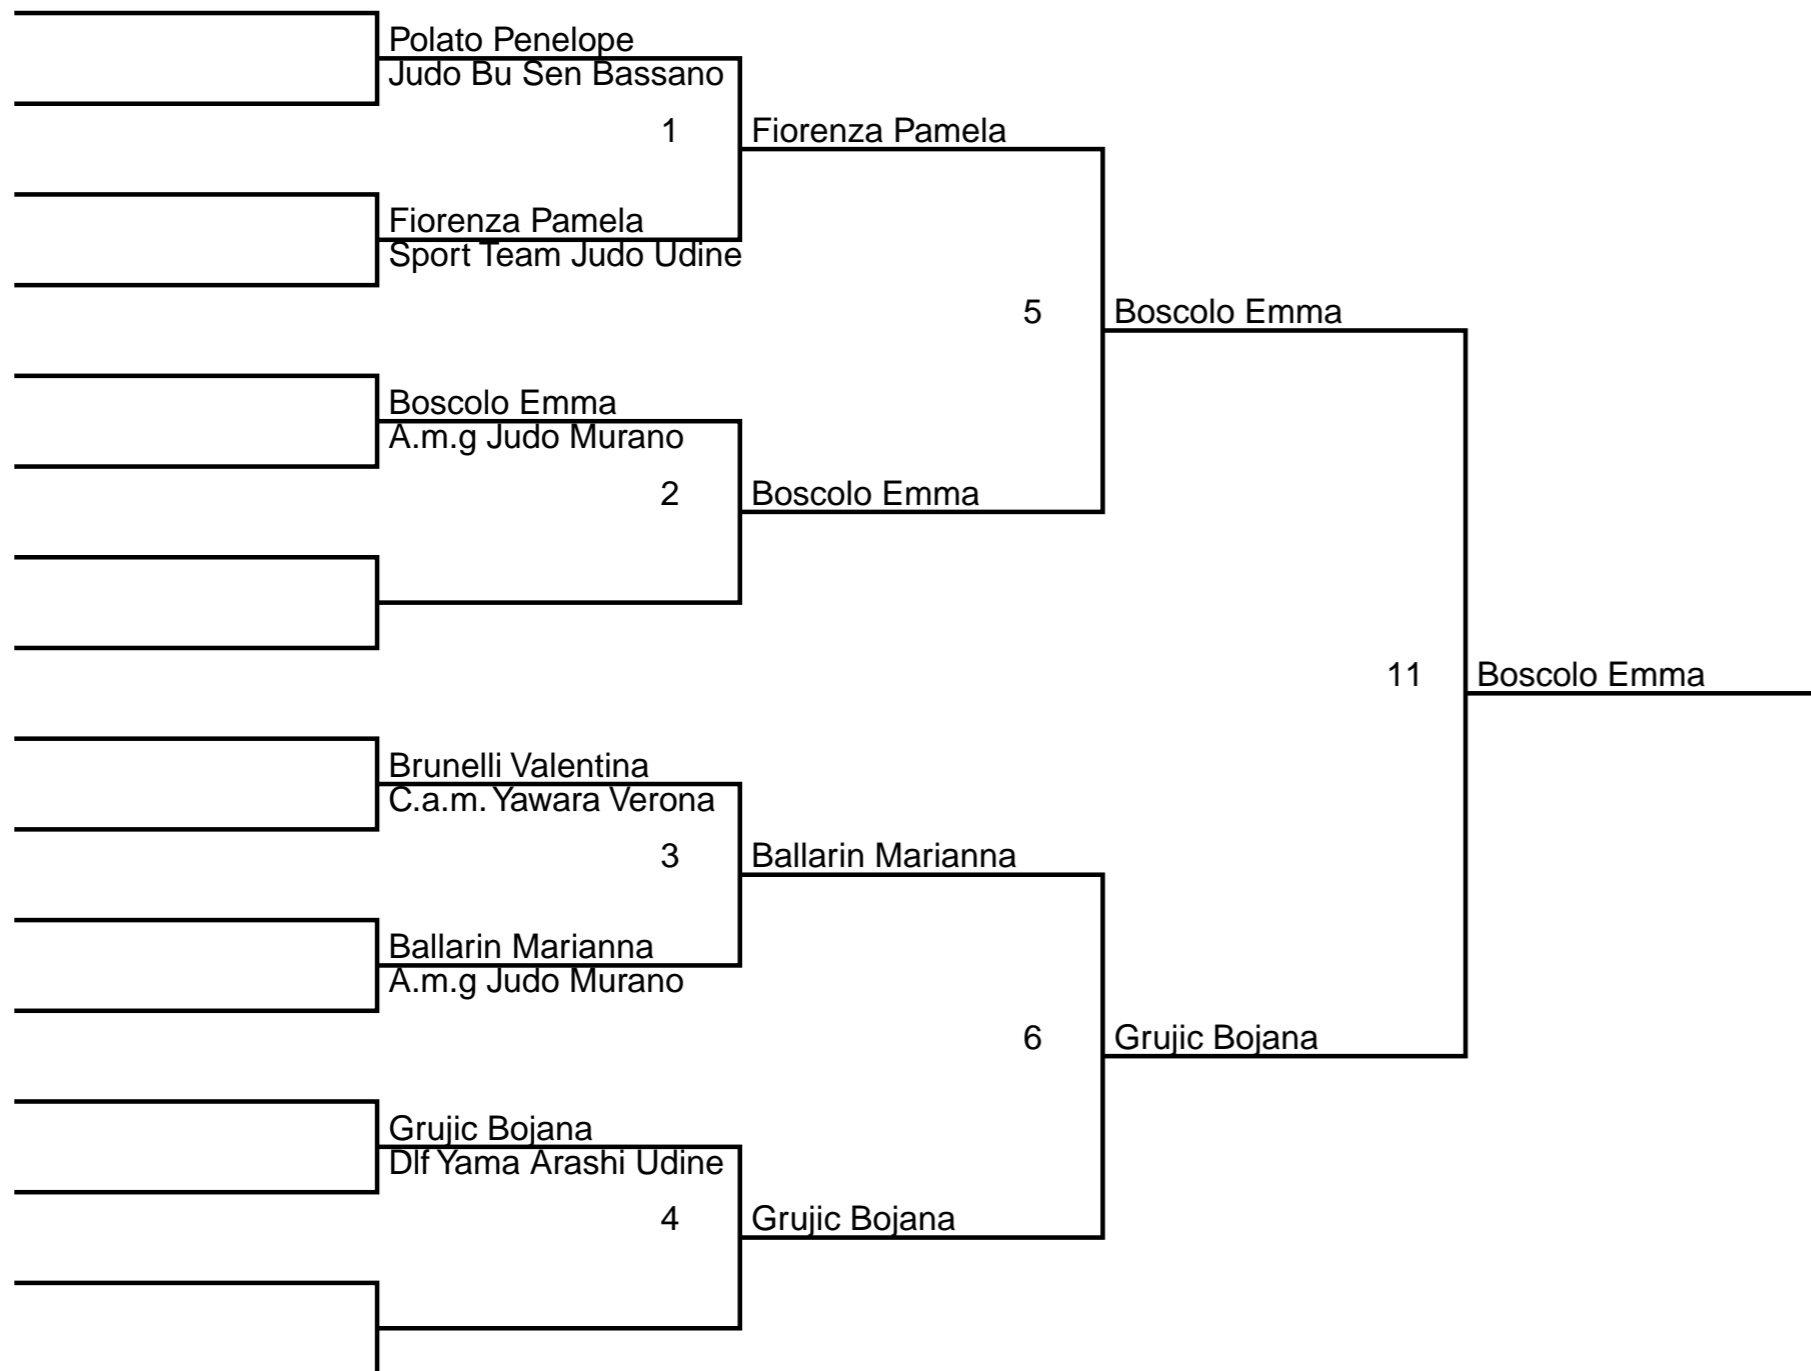 Polato Penelope
Judo Bu Sen Bassano
1
Fiorenza Pamela
Fiorenza Pamela
Sport Team Judo Udine
5
Boscolo Emma
Boscolo Emma
A.m.g Judo Murano
2
Boscolo Emma
11
Boscolo Emma
Brunelli Valentina
C.a.m. Yawara Verona
3
Ballarin Marianna
Ballarin Marianna
A.m.g Judo Murano
6
Grujic Bojana
Grujic Bojana
Dlf Yama Arashi Udine
4
Grujic Bojana